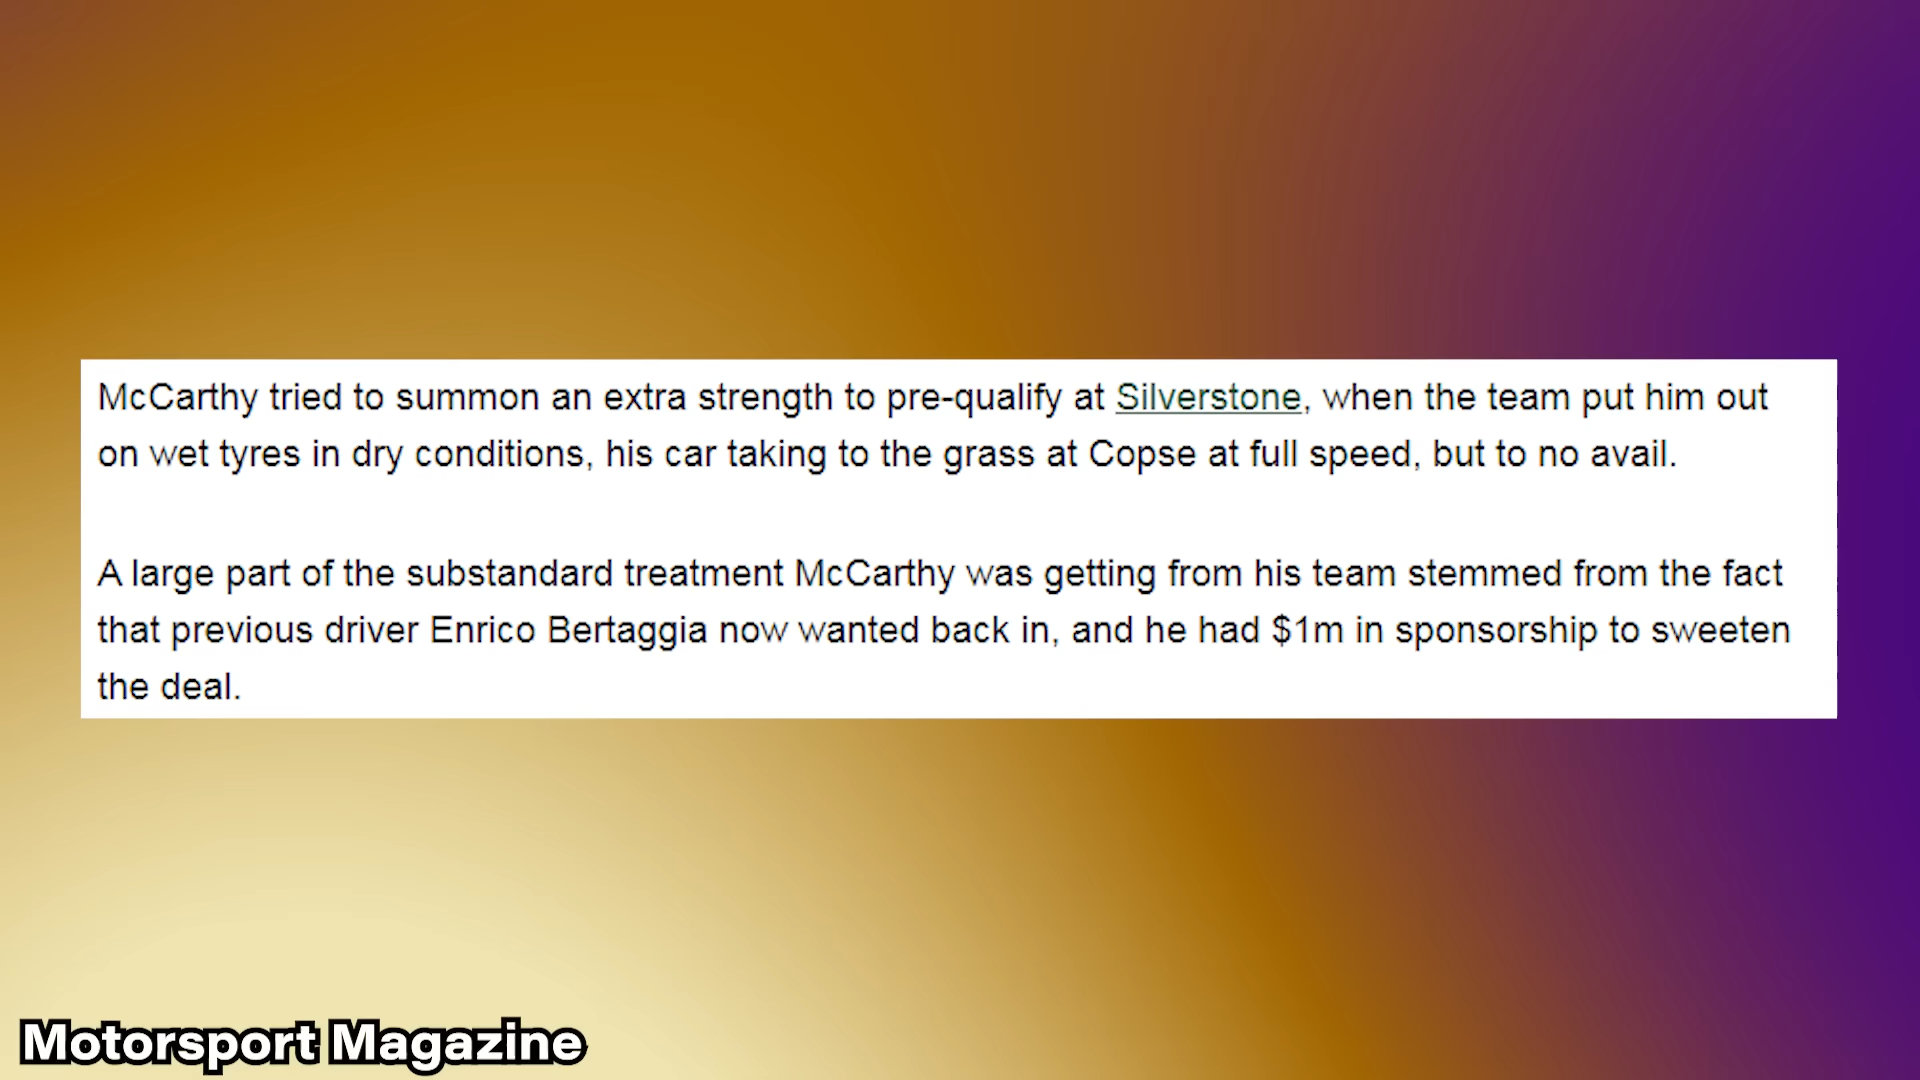 McCarthy tried to summon an extra strength to pre-qualify at Silverstone, when the team put him out
on wet tyres in dry conditions, his car taking to the grass at Copse at full speed, but to no avail.
A large part of the substandard treatment McCarthy was getting from his team stemmed from the fact
that previous driver Enrico Bertaggia now wanted back in, and he had $1m in sponsorship to sweeten
the deal.
Motorsport Magazine